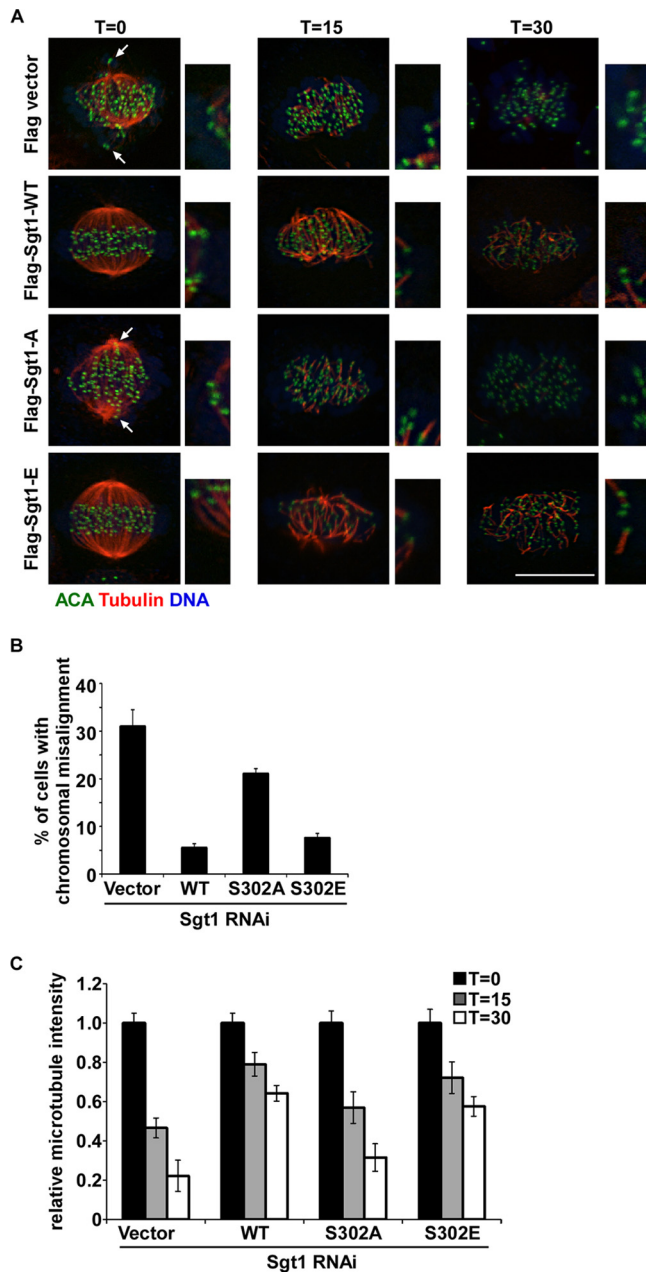 A
T=0 T=15 T=30
Flag vector
Flag-Sgt1-WT
Flag-Sgt1-A
Flag-Sgt1-E
ACA Tubulin DNA
B
% of cells with
chromosomal misalignment
40
30
20
10
0
Vector WT S302A S302E
Sgt1 RNAi
C
relative microtubule intensity
1.2
1.0
0.8
0.6
0.4
0.2
0
T=0
T=15
T=30
Vector WT S302A S302E
Sgt1 RNAi